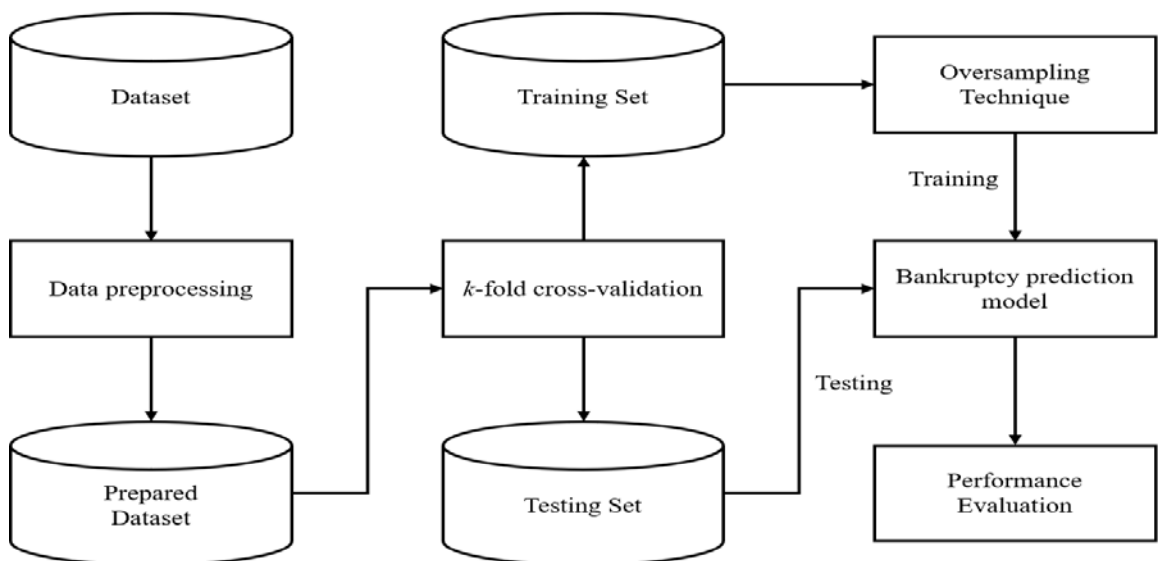 Dataset
Data preprocessing
Prepared
Dataset
Training Set
k-fold cross-validation
Testing Set
Oversampling
Technique
Training
Bankruptcy prediction
model
Testing
Performance
Evaluation